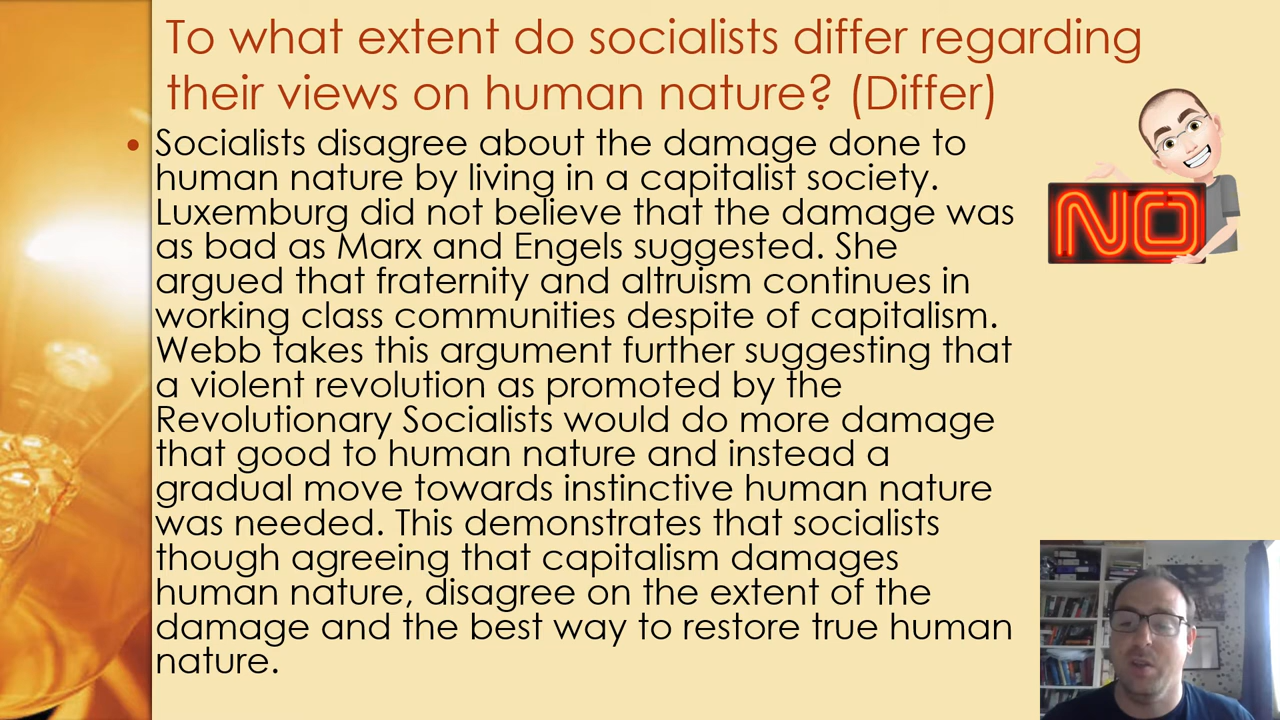 To what extent do socialists differ regarding
their views on human nature? (Differ)
• Socialists disagree about the damage done to
human nature by living in a capitalist society.
Luxemburg did not believe that the damage was
as bad as Marx and Engels suggested. She
argued that fraternity and altruism continues in
working class communities despite of capitalism.
Webb takes this argument further suggesting that
a violent revolution as promoted by the
Revolutionary Socialists would do more damage
that good to human nature and instead a
gradual move towards instinctive human nature
was needed. This demonstrates that socialists
though agreeing that capitalism damages
human nature, disagree on the extent of the
damage and the best way to restore true human
nature.
NO